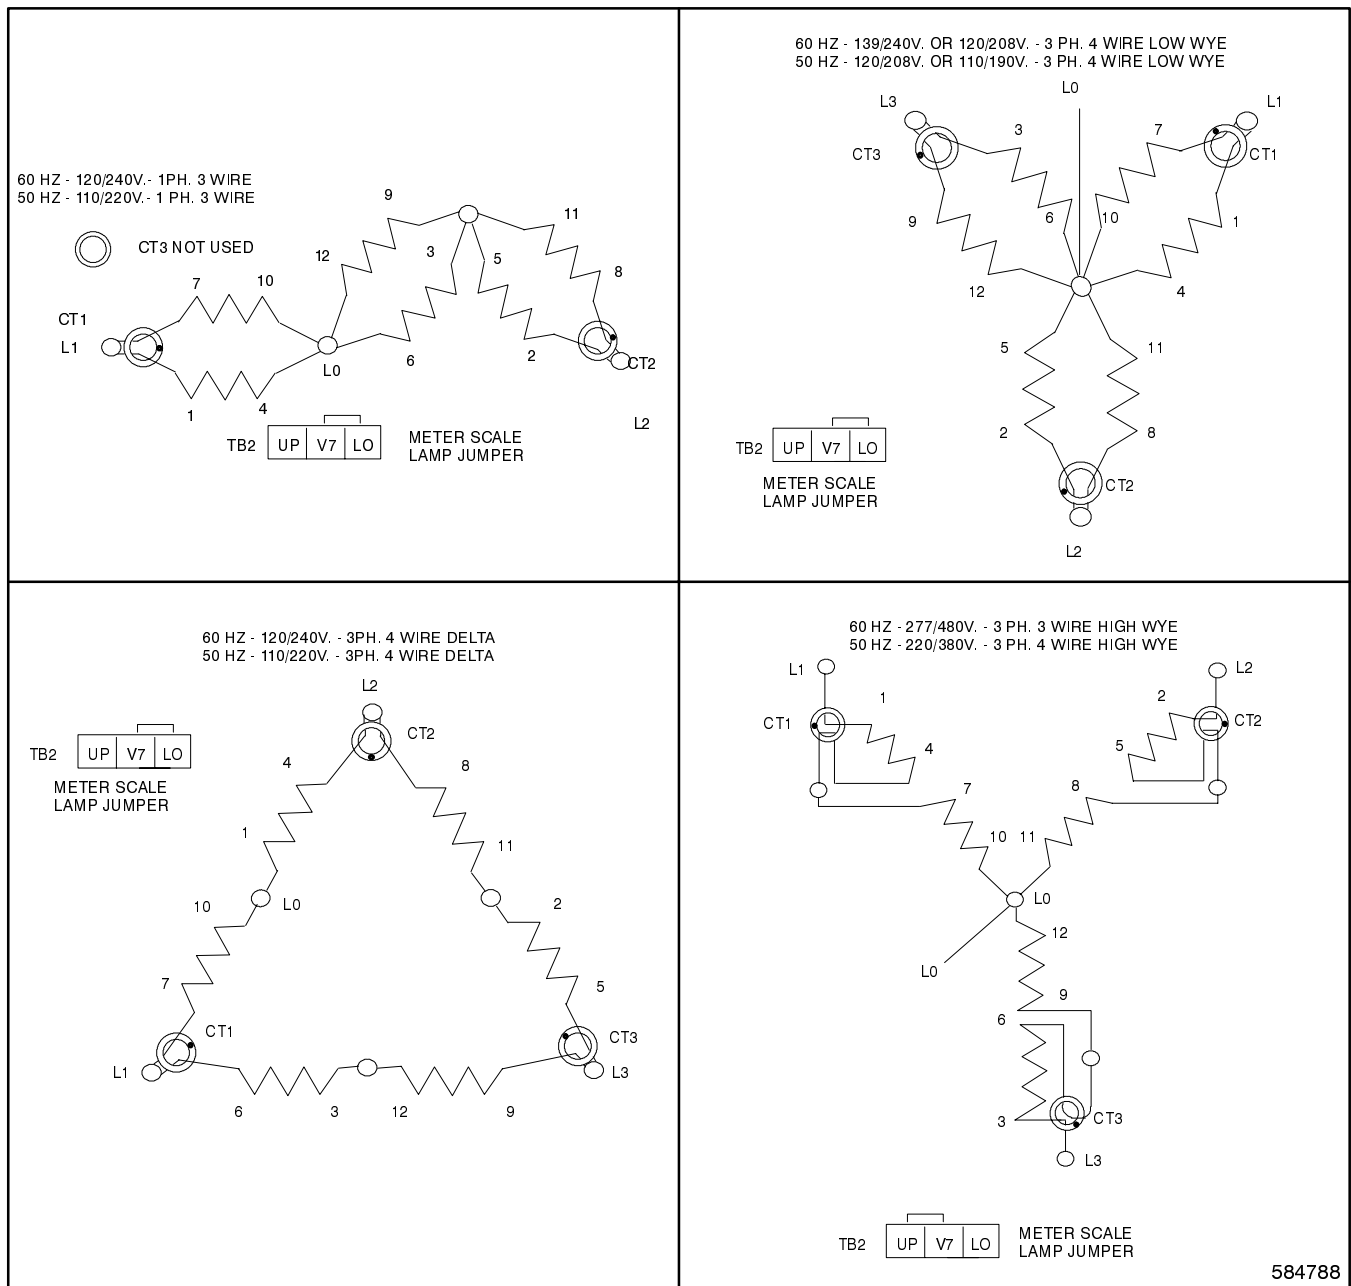 60 HZ - 120/240V.- 1PH. 3 WIRE
50 HZ - 110/220V.- 1 PH. 3 WIRE
CT3 NOT USED
9
11
12
3
5
8
7
10
CT1
L1
L0
6
2
CT2
1
4
L2
TB2
UP
V7
LO
METER SCALE
LAMP JUMPER
60 HZ - 139/240V. OR 120/208V. - 3 PH. 4 WIRE LOW WYE
50 HZ - 120/208V. OR 110/190V. - 3 PH. 4 WIRE LOW WYE
L0
L3
L1
3
7
CT3
CT1
9
6
10
1
12
4
5
11
2
8
TB2
UP
V7
LO
METER SCALE
LAMP JUMPER
CT2
L2
60 HZ - 120/240V. - 3PH. 4 WIRE DELTA
50 HZ - 110/220V. - 3PH. 4 WIRE DELTA
L2
CT2
TB2
UP
V7
LO
METER SCALE
LAMP JUMPER
4
8
1
11
10
L0
2
7
5
CT1
CT3
L1
L3
6
3
12
9
60 HZ - 277/480V. - 3 PH. 3 WIRE HIGH WYE
50 HZ - 220/380V. - 3 PH. 4 WIRE HIGH WYE
L1
L2
1
2
CT1
CT2
4
5
7
8
10
11
L0
12
L0
9
6
3
CT3
L3
TB2
UP
V7
LO
METER SCALE
LAMP JUMPER
584788